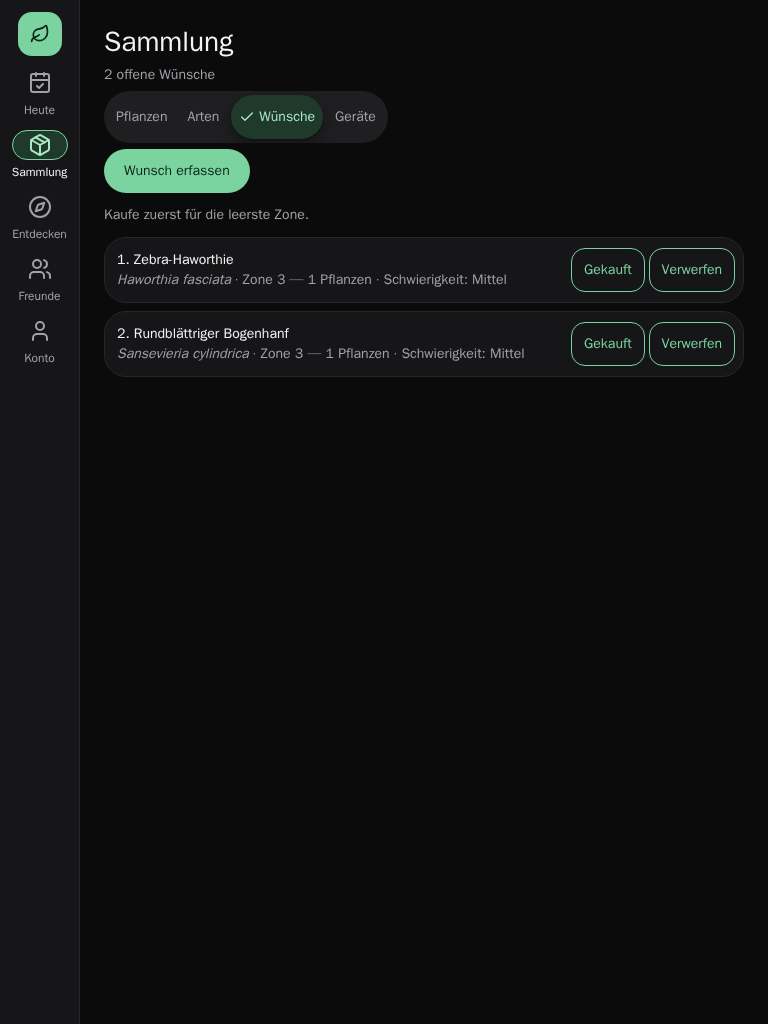 Sammlung
2 offene Wünsche
Pflanzen
Arten
Wünsche
Geräte
Wunsch erfassen
Kaufe zuerst für die leerste Zone.
1. Zebra-Haworthie
Haworthia fasciata · Zone 3 — 1 Pflanzen · Schwierigkeit: Mittel
Gekauft
Verwerfen
2. Rundblättriger Bogenhanf
Sansevieria cylindrica · Zone 3 — 1 Pflanzen · Schwierigkeit: Mittel
Gekauft
Verwerfen
Heute
Sammlung
Entdecken
Freunde
Konto